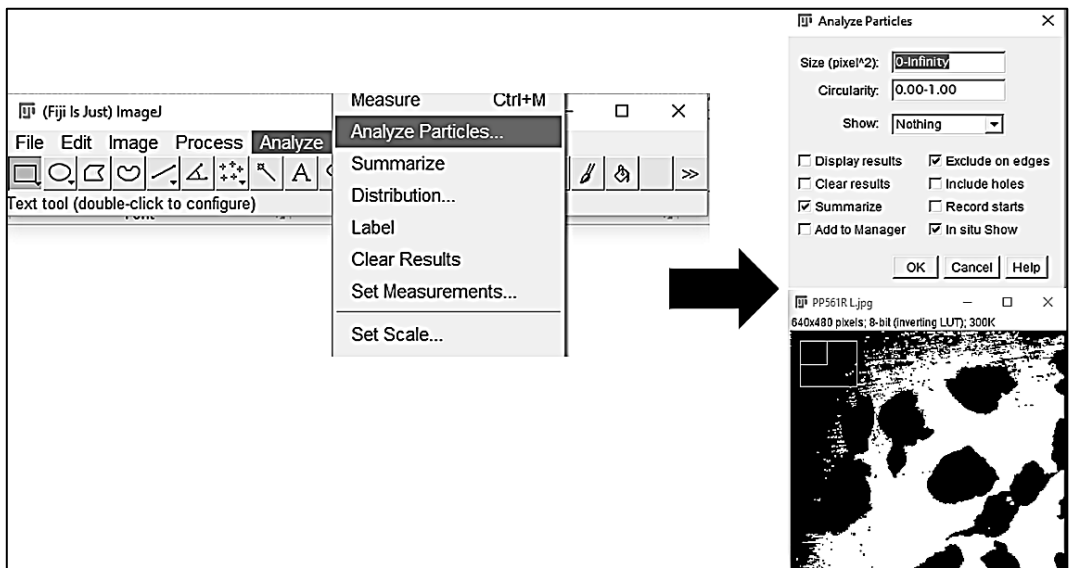 (Fiji Is Just) ImageJ
File Edit Image Process Analyze
A
>>
Text tool (double-click to configure)
Measure Ctrl+M
Analyze Particles...
Summarize
Distribution...
Label
Clear Results
Set Measurements...
Set Scale...
Analyze Particles
Size (pixel^2): 0-Infinity
Circularity: 0.00-1.00
Show: Nothing
Display results Exclude on edges
Clear results Include holes
Summarize Record starts
Add to Manager In situ Show
OK Cancel Help
PP561R L.jpg
640x480 pixels; 8-bit (inverting LUT); 300K